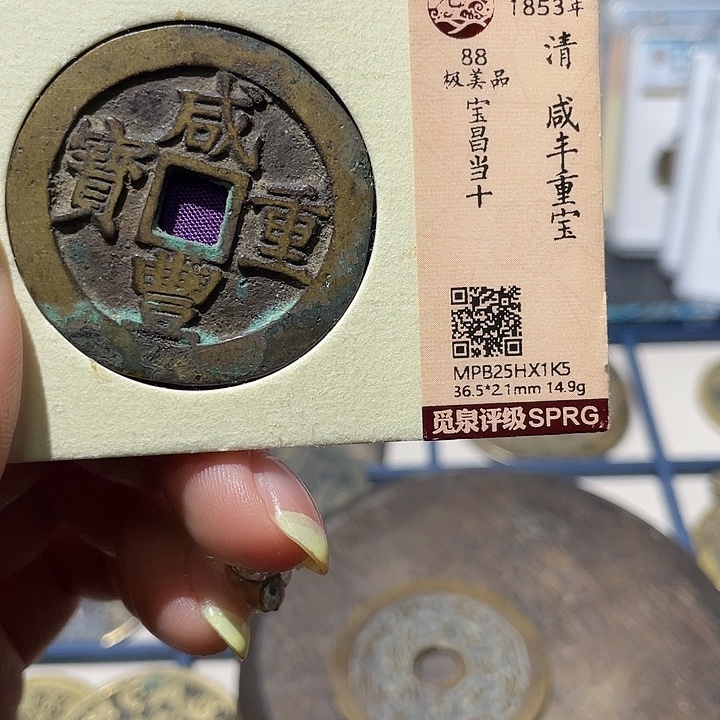 咸豐重寶
1853年
清 咸丰重宝
88
极美品
宝昌当十
MPB25HX1K5
36.5*2.1mm 14.9g
觅泉评级SPRG